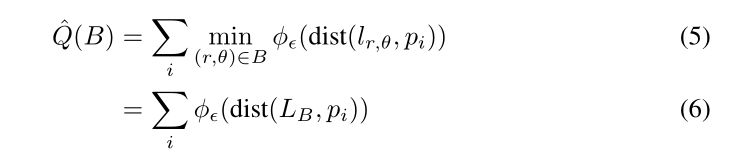 Q̂(B) = ∑_i min_{(r,θ)∈B} ϕ_ϵ(dist(l_{r,θ}, p_i)) (5)
= ∑_i ϕ_ϵ(dist(L_B, p_i)) (6)